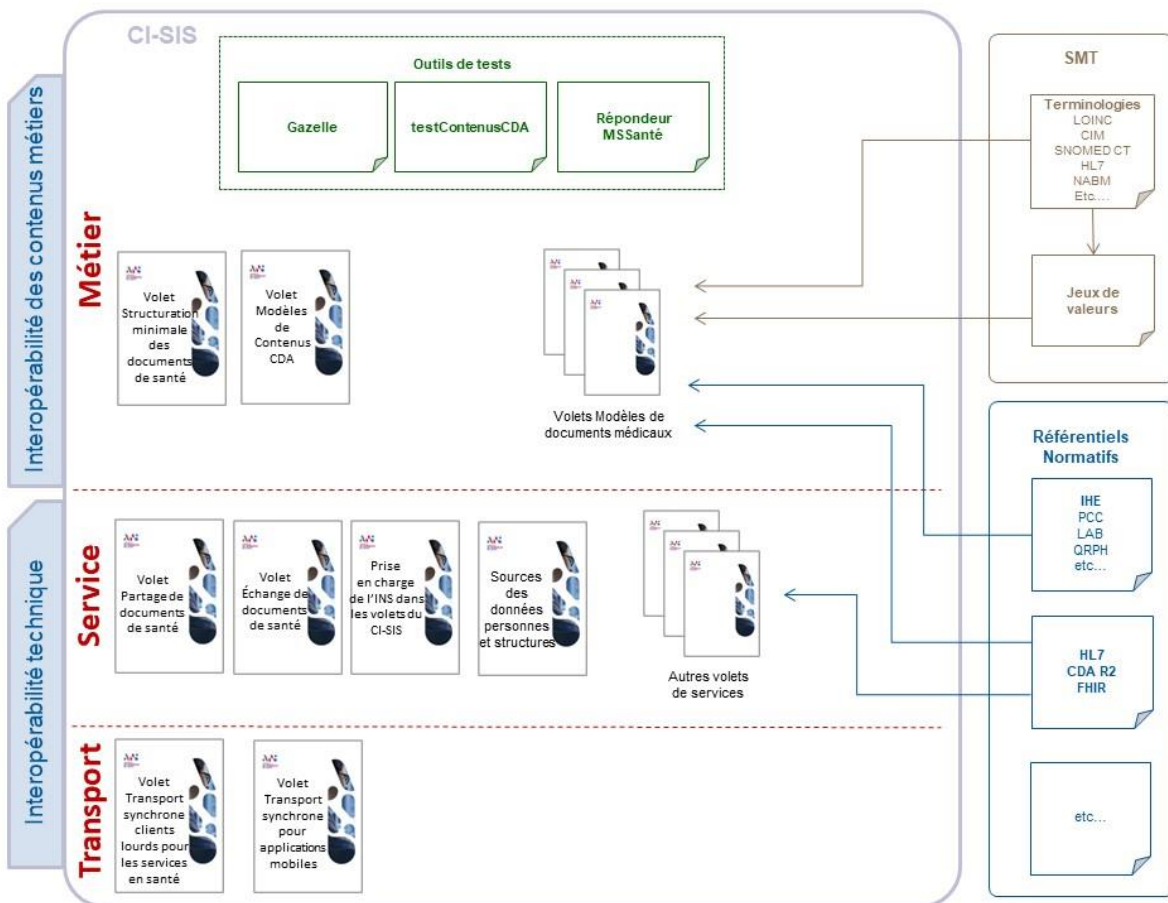 CI-SIS
Interopérabilité des contenus métiers
Interopérabilité technique
Métier
Outils de tests
Gazelle
testContenusCDA
Répondeur
MSSanté
Volet
Structuration
minimale
des
documents
de santé
Volet
Modèles
de
Contenus
CDA
Volets Modèles de
documents médicaux
Service
Volet
Partage de
documents
de santé
Volet
Échange de
documents
de santé
Prise
en charge
de l'INS dans
les volets du
CI-SIS
Sources
des
données
personnes
et structures
Autres volets
de services
Transport
Volet
Transport
synchrone
clients
lourds pour
les services
en santé
Volet
Transport
synchrone
pour
applications
mobiles
SMT
Terminologies
LOINC
CIM
SNOMED CT
HL7
NABM
Etc....
Jeux de
valeurs
Référentiels
Normatifs
IHE
PCC
LAB
QRPH
etc...
HL7
CDA R2
FHIR
etc...